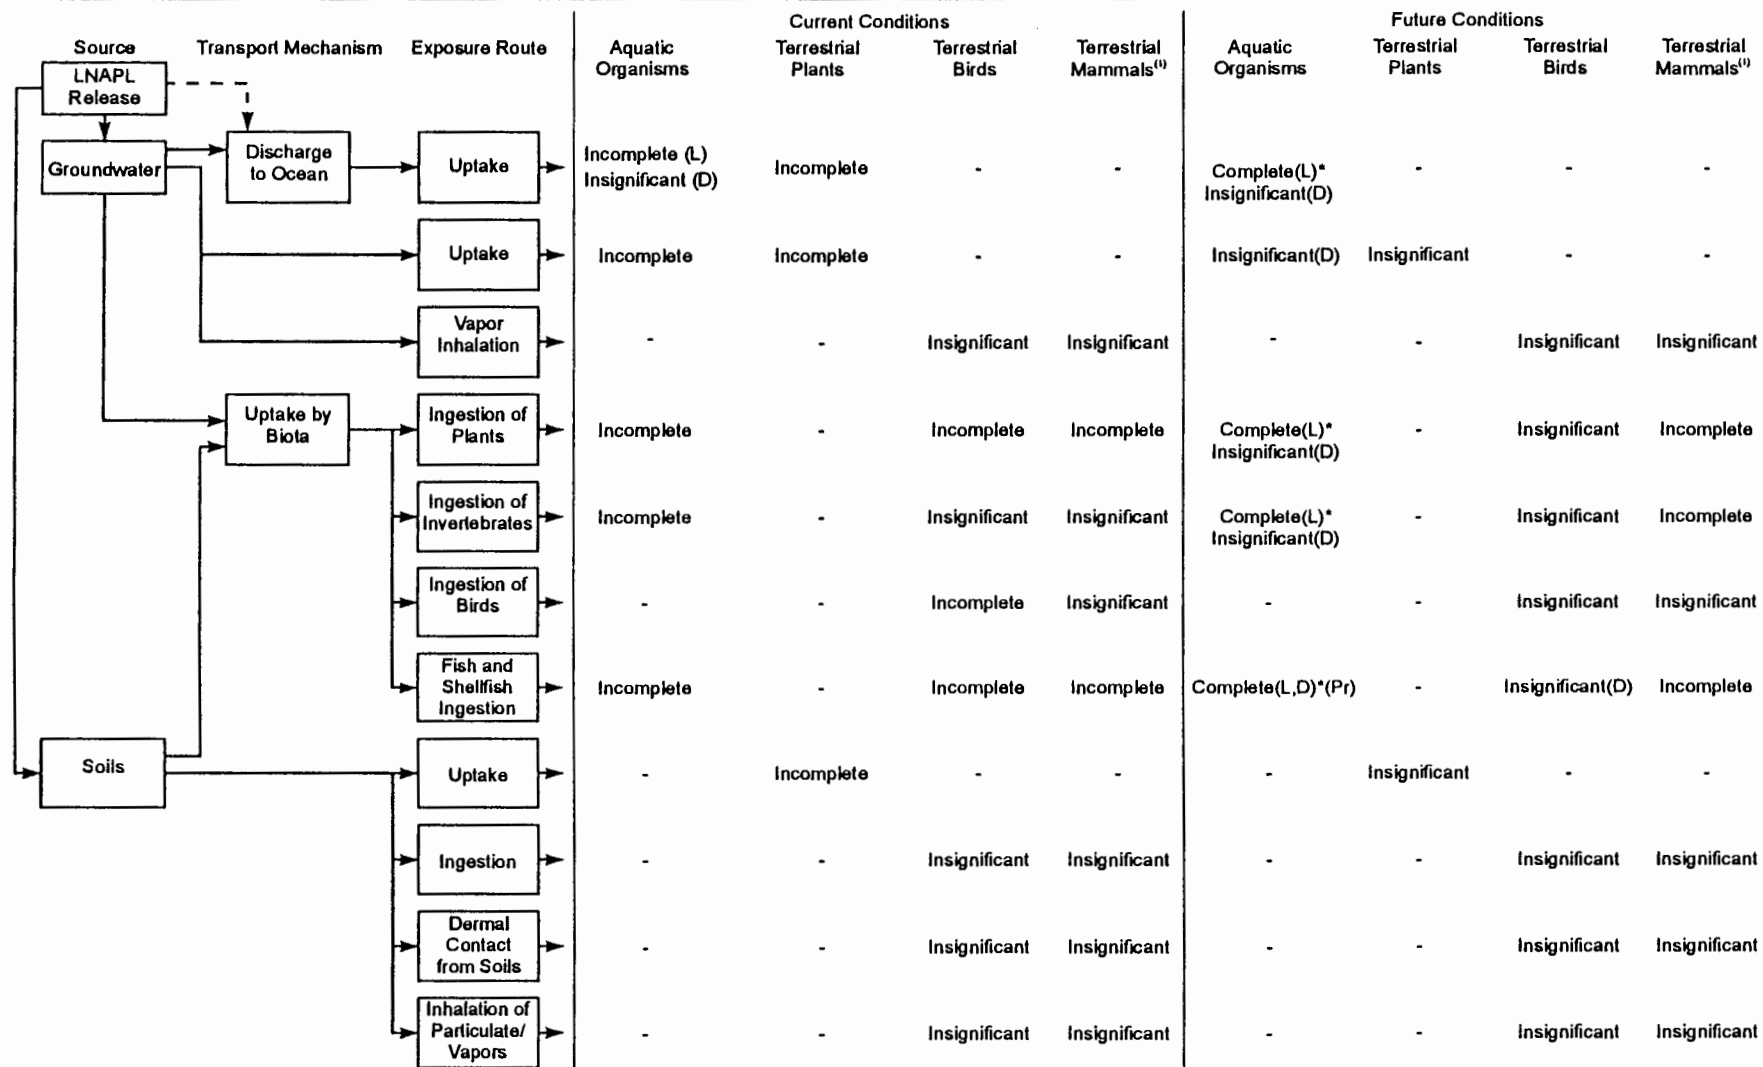 Current Conditions Future Conditions
Source Transport Mechanism Exposure Route Aquatic Terrestrial Terrestrial Terrestrial Aquatic Terrestrial Terrestrial Terrestrial
Organisms Plants Birds Mammals(1) Organisms Plants Birds Mammals(1)
LNAPL
Release
Groundwater
Discharge
to Ocean
Uptake
Incomplete (L) Incomplete - - Complete(L)* - - -
Insignificant (D) Insignificant(D)
Uptake Incomplete Incomplete - - Insignificant(D) Insignificant - -
Vapor
Inhalation - - Insignificant Insignificant - - Insignificant Insignificant
Uptake by
Biota
Ingestion of
Plants
Incomplete - Incomplete Incomplete Complete(L)* - Insignificant Incomplete
Insignificant(D)
Ingestion of
Invertebrates
Incomplete - Insignificant Insignificant Complete(L)* - Insignificant Incomplete
Insignificant(D)
Ingestion of
Birds
- - Incomplete Insignificant - - Insignificant Insignificant
Fish and
Shellfish
Ingestion
Incomplete - Incomplete Incomplete Complete(L,D)*(Pr) - Insignificant(D) Incomplete
Soils
Uptake - Incomplete - - - Insignificant - -
Ingestion - - Insignificant Insignificant - - Insignificant Insignificant
Dermal
Contact
from Soils
- - Insignificant Insignificant - - Insignificant Insignificant
Inhalation of
Particulate/
Vapors
- - Insignificant Insignificant - - Insignificant Insignificant